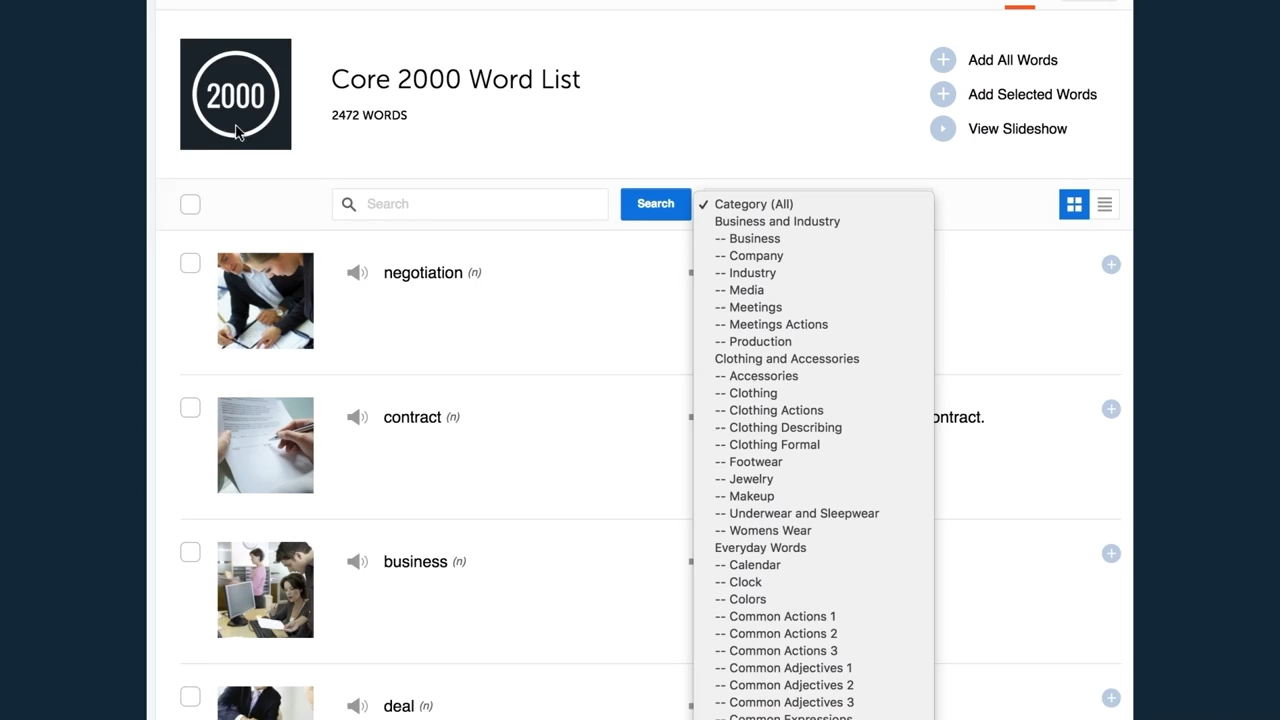 2000
Core 2000 Word List
2472 WORDS
Add All Words
Add Selected Words
View Slideshow
Search
Search
✓ Category (All)
Business and Industry
-- Business
-- Company
-- Industry
-- Media
-- Meetings
-- Meetings Actions
-- Production
Clothing and Accessories
-- Accessories
-- Clothing
-- Clothing Actions
-- Clothing Describing
-- Clothing Formal
-- Footwear
-- Jewelry
-- Makeup
-- Underwear and Sleepwear
-- Womens Wear
Everyday Words
-- Calendar
-- Clock
-- Colors
-- Common Actions 1
-- Common Actions 2
-- Common Actions 3
-- Common Adjectives 1
-- Common Adjectives 2
-- Common Adjectives 3
-- Common Expressions
negotiation (n)
contract (n)
ontract.
business (n)
deal (n)